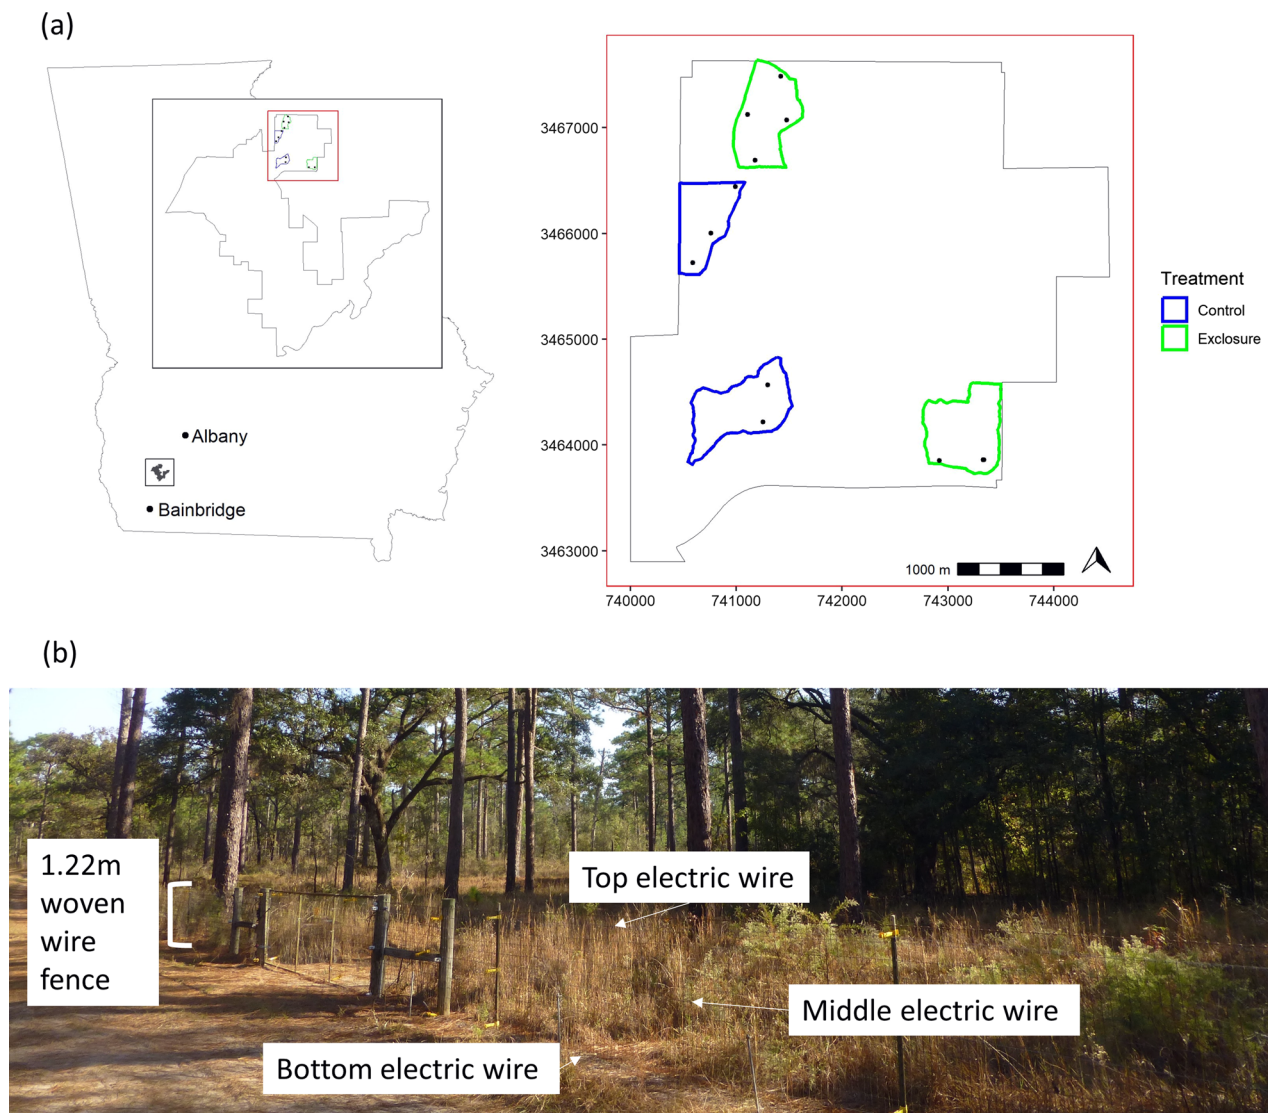 (a)
Albany
Bainbridge
3467000
3466000
3465000
3464000
3463000
1000 m
740000 741000 742000 743000 744000
Treatment
Control
Exclosure
(b)
1.22m
woven
wire
fence
Top electric wire
Middle electric wire
Bottom electric wire